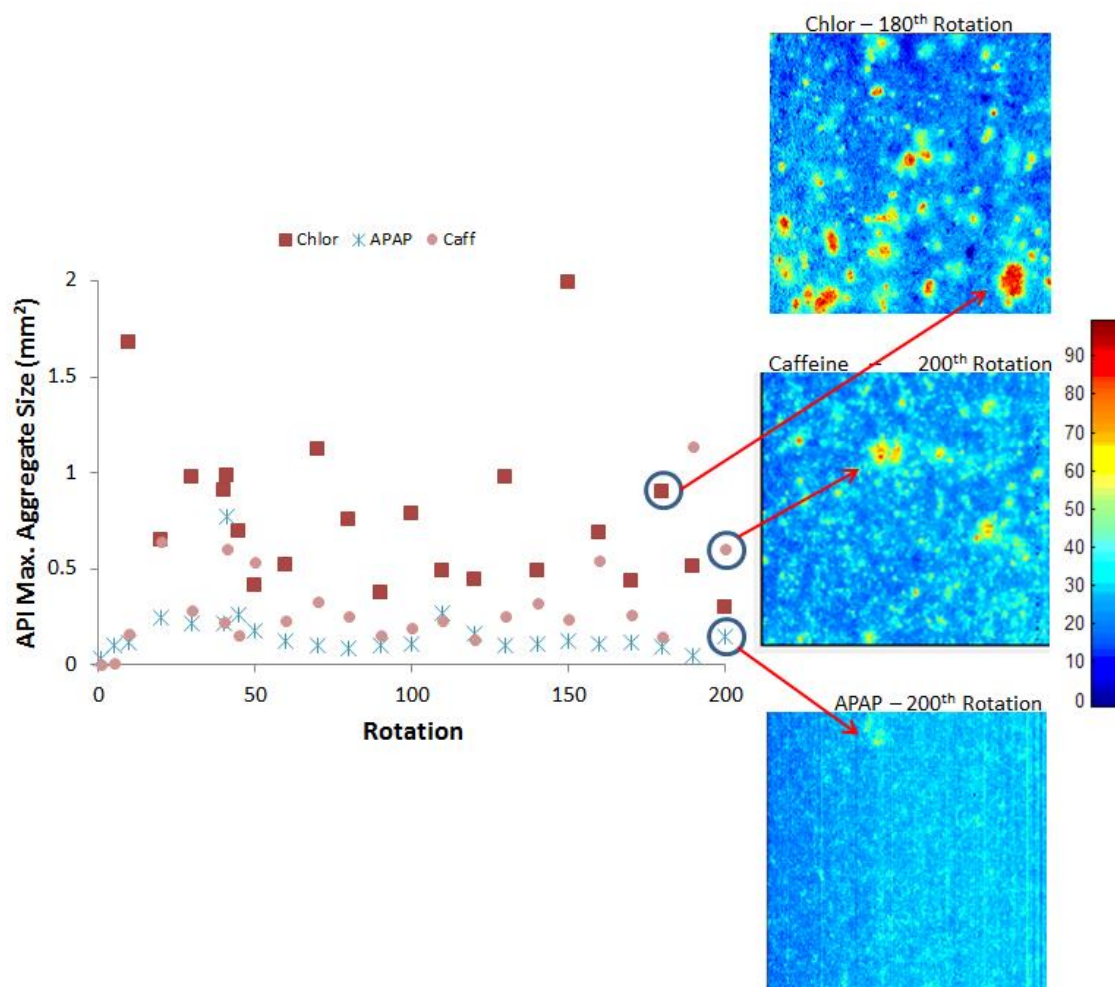 Chlor – 180th Rotation
Chlor APAP Caff
API Max. Aggregate Size (mm²)
2
1.5
1
0.5
0
0 50 100 150 200
Rotation
Caffeine – 200th Rotation
90
80
70
60
50
40
30
20
10
0
APAP – 200th Rotation